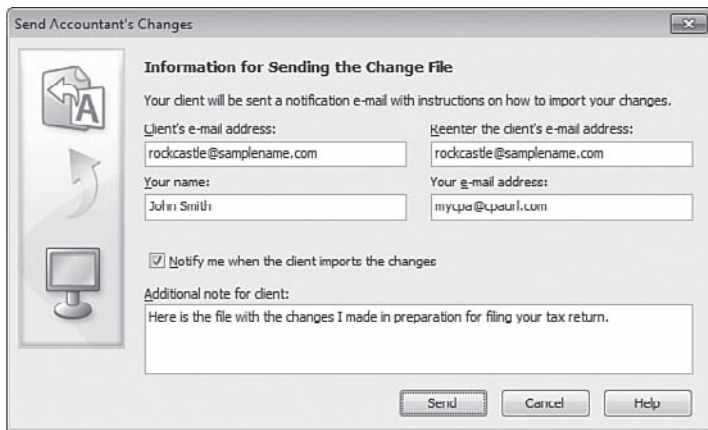 Send Accountant's Changes
A
Information for Sending the Change File
Your client will be sent a notification e-mail with instructions on how to import your changes.
Client's e-mail address:
Reenter the client's e-mail address:
rockcastle@samplename.com
rockcastle@samplename.com
Your name:
Your e-mail address:
John Smith
mycpa@cpaurl.com
Notify me when the client imports the changes
Additional note for client:
Here is the file with the changes I made in preparation for filing your tax return.
Send
Cancel
Help